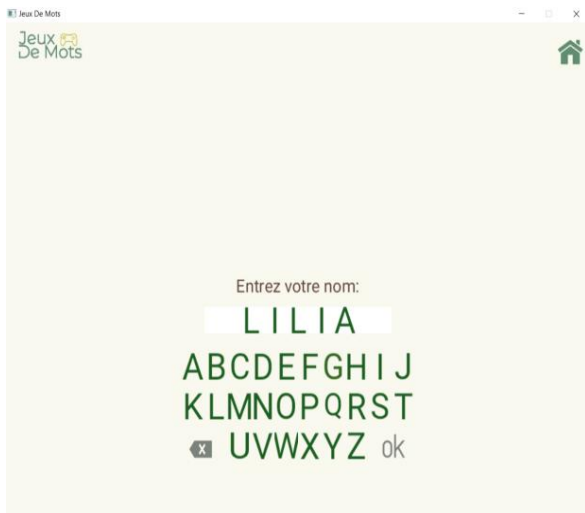 Jeux De Mots
Jeux
De Mots
Entrez votre nom:
LILIA
ABCDEFGHIJ
KLMNOPQRST
X UVWXYZ ok